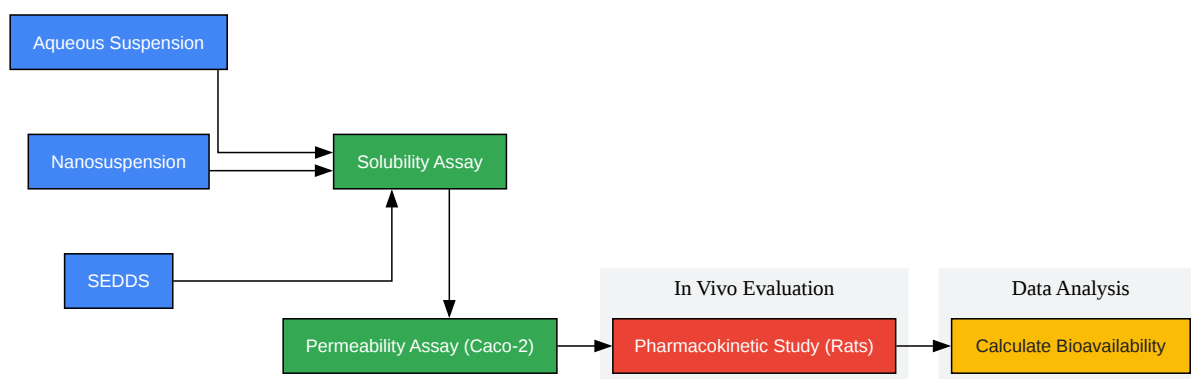 Aqueous Suspension
Nanosuspension
Solubility Assay
SEDDS
In Vivo Evaluation
Data Analysis
Permeability Assay (Caco-2)
Pharmacokinetic Study (Rats)
Calculate Bioavailability